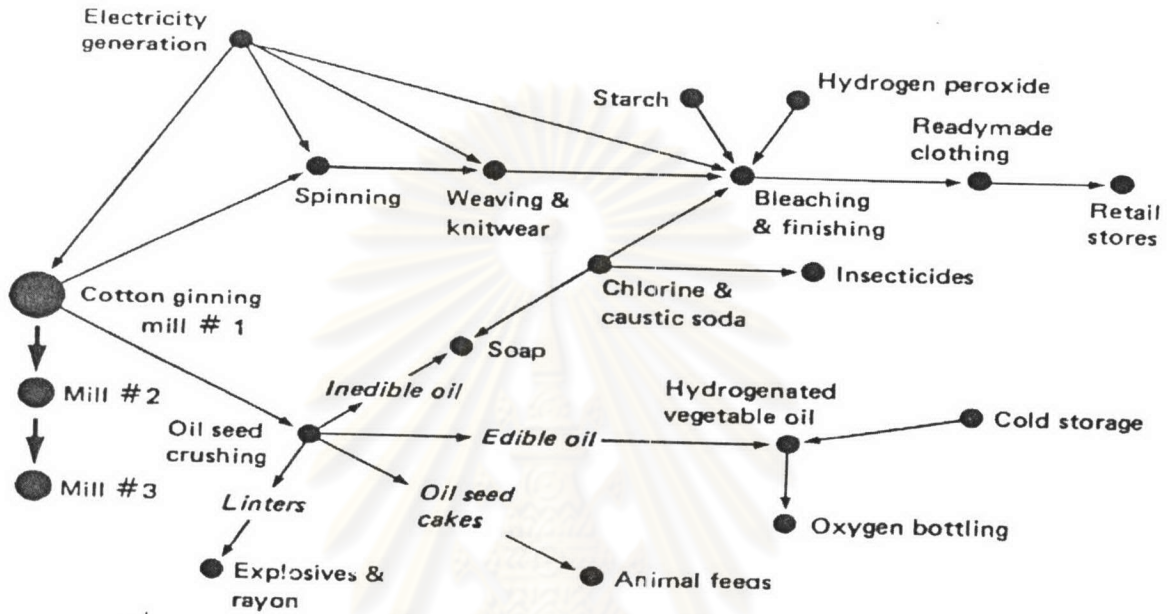 Electricity
generation
Starch
Hydrogen peroxide
Readymade
clothing
Spinning
Weaving &
knitwear
Bleaching
& finishing
Retail
stores
Cotton ginning
mill # 1
Chlorine &
caustic soda
Insecticides
Soap
Mill #2
Inedible oil
Hydrogenated
vegetable oil
Oil seed
crushing
Edible oil
Cold storage
Mill #3
Linters
Oil seed
cakes
Oxygen bottling
Explosives &
rayon
Animal feeds